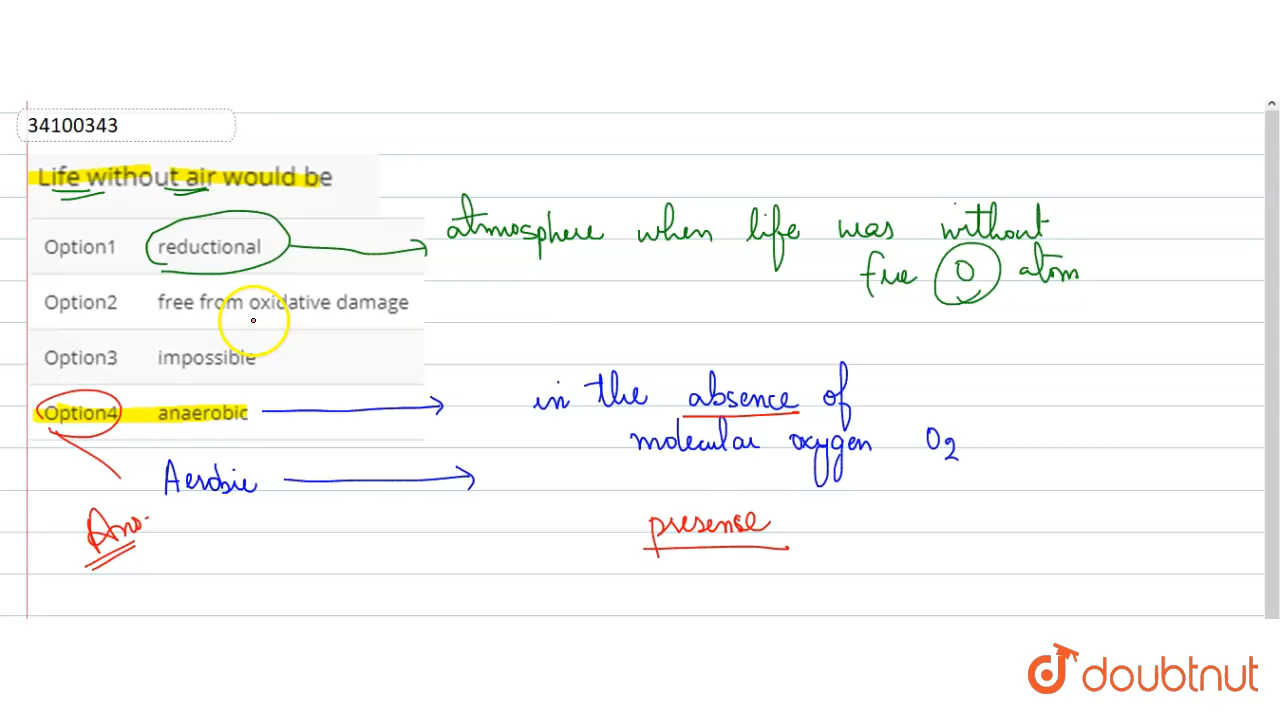 34100343
Life without air would be
Option1 reductional
atmosphere when life was without
free O atom
Option2 free from oxidative damage
Option3 impossible
Option4 anaerobic
in the absence of
molecular oxygen O2
Aerobic
Ans.
presense
doubtnut